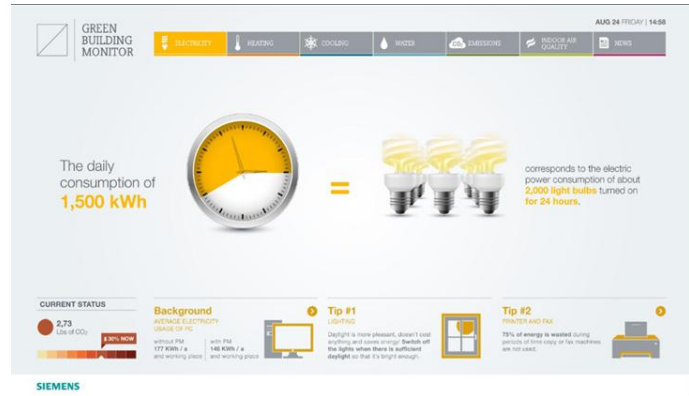 GREEN
BUILDING
MONITOR
AUG 24 FRIDAY | 14:58
ELECTRICITY
HEATING
COOLING
WATER
CO₂ EMISSIONS
INDOOR AIR
QUALITY
NEWS
The daily
consumption of
1,500 kWh
=
corresponds to the electric
power consumption of about
2,000 light bulbs turned on
for 24 hours.
CURRENT STATUS
2,73
Lbs of CO₂
30% NOW
Background
AVERAGE ELECTRICITY
USAGE OF PC
without PM
177 KWh / a
and working place
with PM
146 KWh / a
and working place
Tip #1
LIGHTING
Daylight is more pleasant, doesn't cost
anything and saves energy! Switch off
the lights when there is sufficient
daylight so that it's bright enough.
Tip #2
PRINTER AND FAX
75% of energy is wasted during
periods of time copy or fax machines
are not used.
SIEMENS